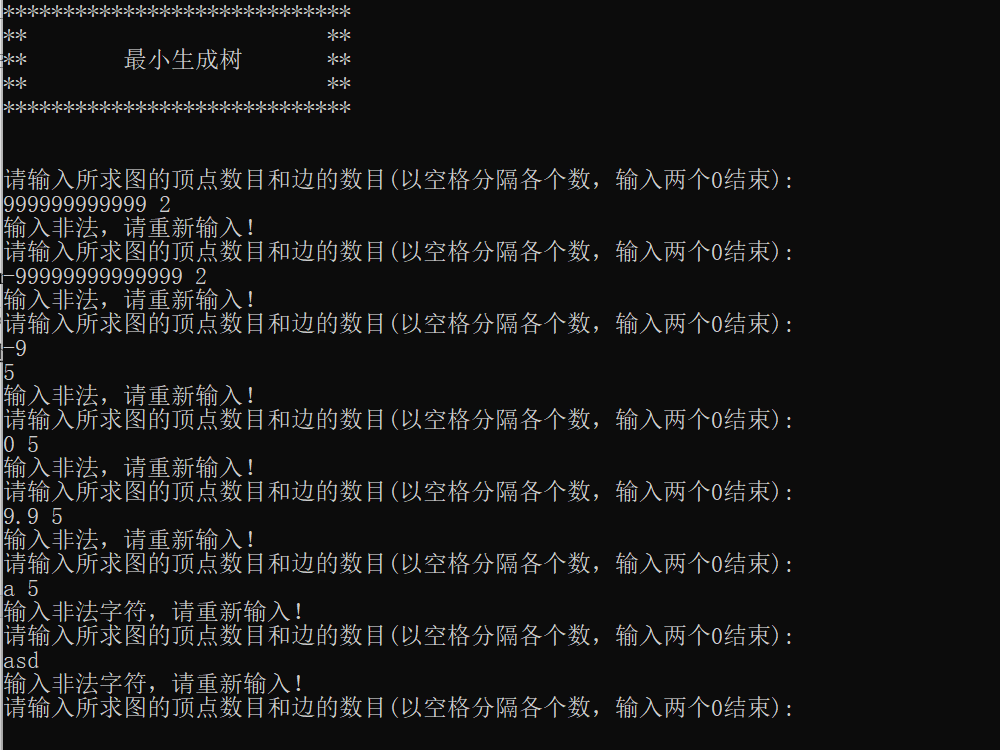 *****************************
**                         **
**        最小生成树       **
**                         **
*****************************
请输入所求图的顶点数目和边的数目(以空格分隔各个数，输入两个0结束):
999999999999 2
输入非法，请重新输入!
请输入所求图的顶点数目和边的数目(以空格分隔各个数，输入两个0结束):
-99999999999999 2
输入非法，请重新输入!
请输入所求图的顶点数目和边的数目(以空格分隔各个数，输入两个0结束):
-9
5
输入非法，请重新输入!
请输入所求图的顶点数目和边的数目(以空格分隔各个数，输入两个0结束):
0 5
输入非法，请重新输入!
请输入所求图的顶点数目和边的数目(以空格分隔各个数，输入两个0结束):
9.9 5
输入非法，请重新输入!
请输入所求图的顶点数目和边的数目(以空格分隔各个数，输入两个0结束):
a 5
输入非法字符，请重新输入!
请输入所求图的顶点数目和边的数目(以空格分隔各个数，输入两个0结束):
asd
输入非法字符，请重新输入!
请输入所求图的顶点数目和边的数目(以空格分隔各个数，输入两个0结束):